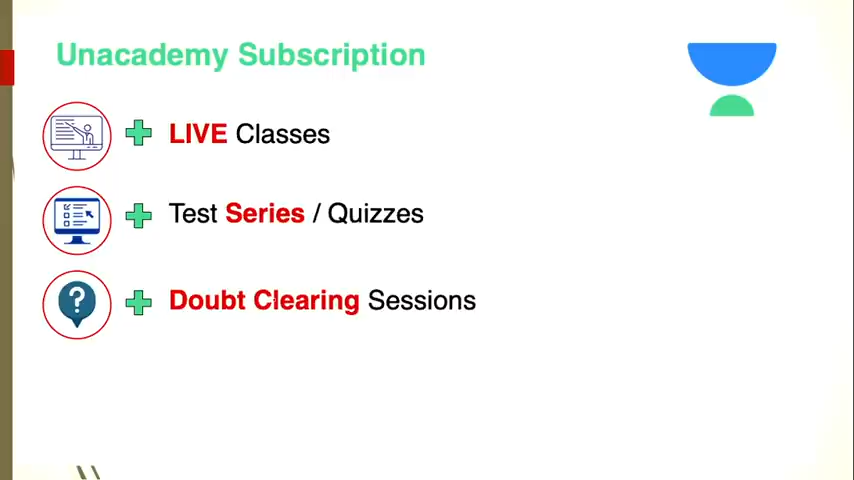 Unacademy Subscription
LIVE Classes
Test Series / Quizzes
Doubt Clearing Sessions